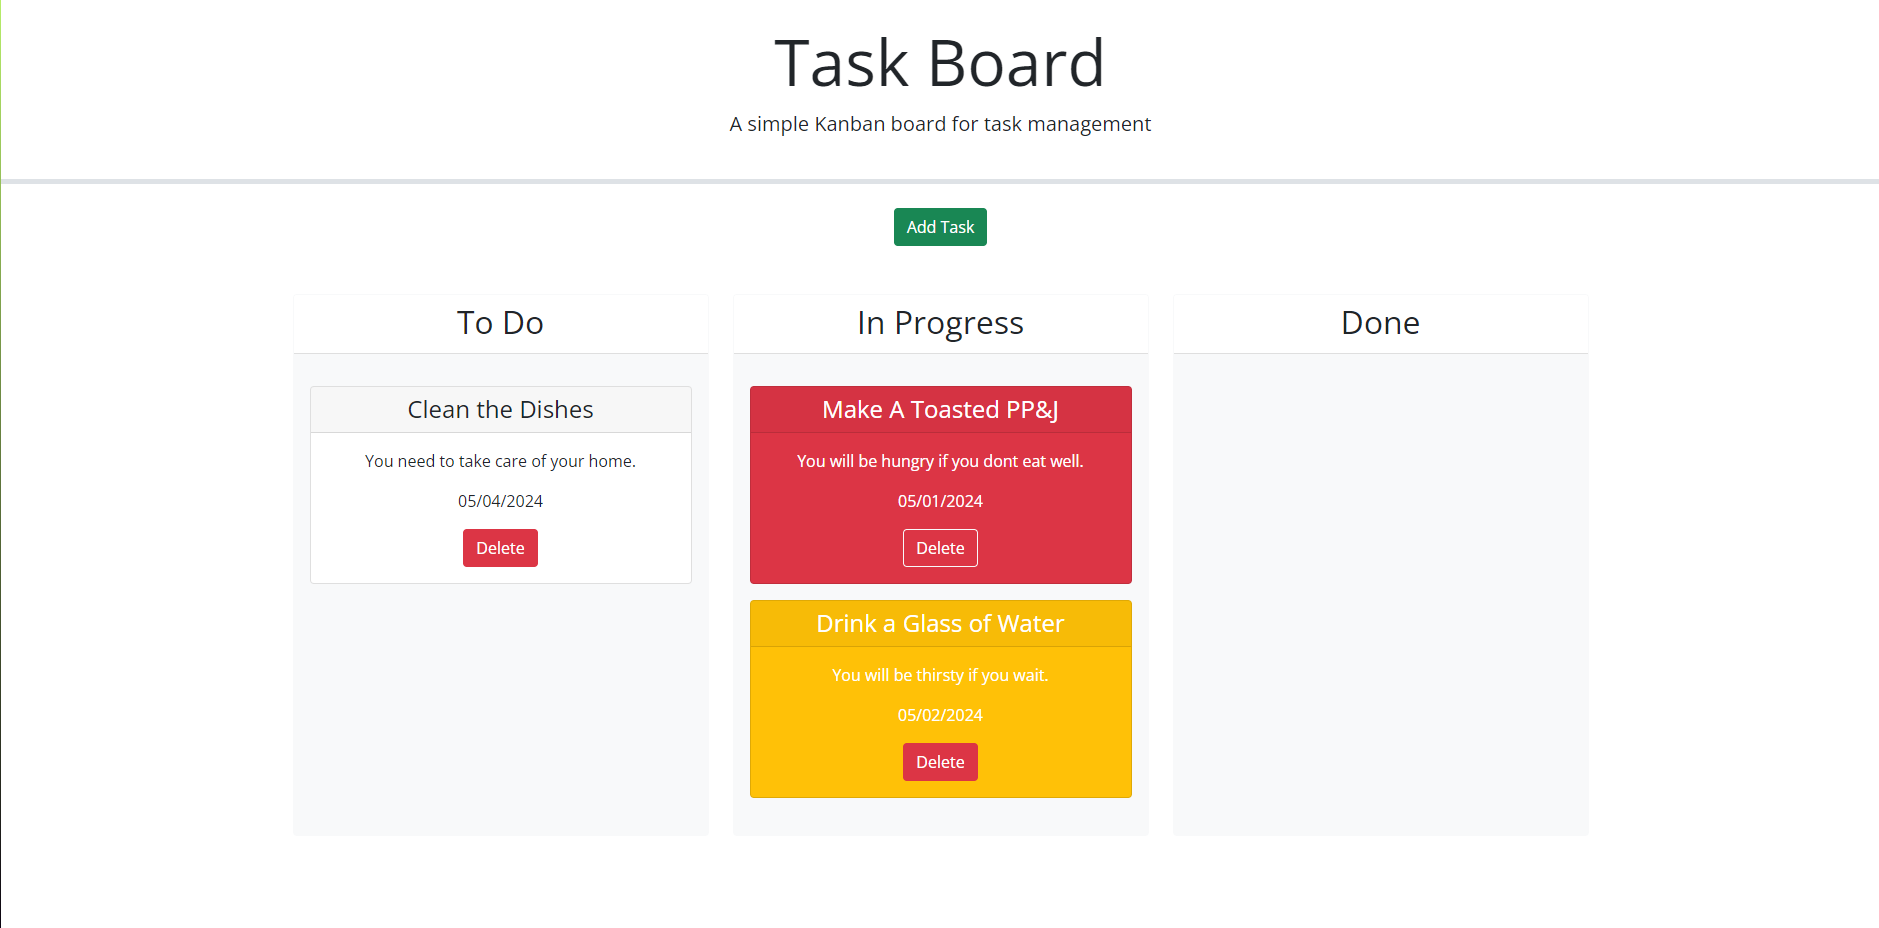 Task Board
A simple Kanban board for task management
Add Task
To Do
Clean the Dishes
You need to take care of your home.
05/04/2024
Delete
In Progress
Make A Toasted PP&J
You will be hungry if you dont eat well.
05/01/2024
Delete
Drink a Glass of Water
You will be thirsty if you wait.
05/02/2024
Delete
Done